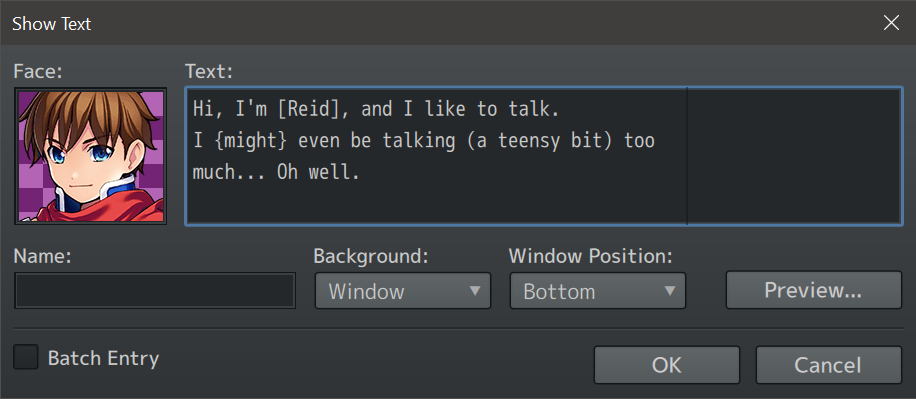 Show Text
Face:
Text:
Hi, I'm [Reid], and I like to talk.
I {might} even be talking (a teensy bit) too
much... Oh well.
Name:
Background:
Window Position:
Window
Bottom
Preview...
Batch Entry
OK
Cancel